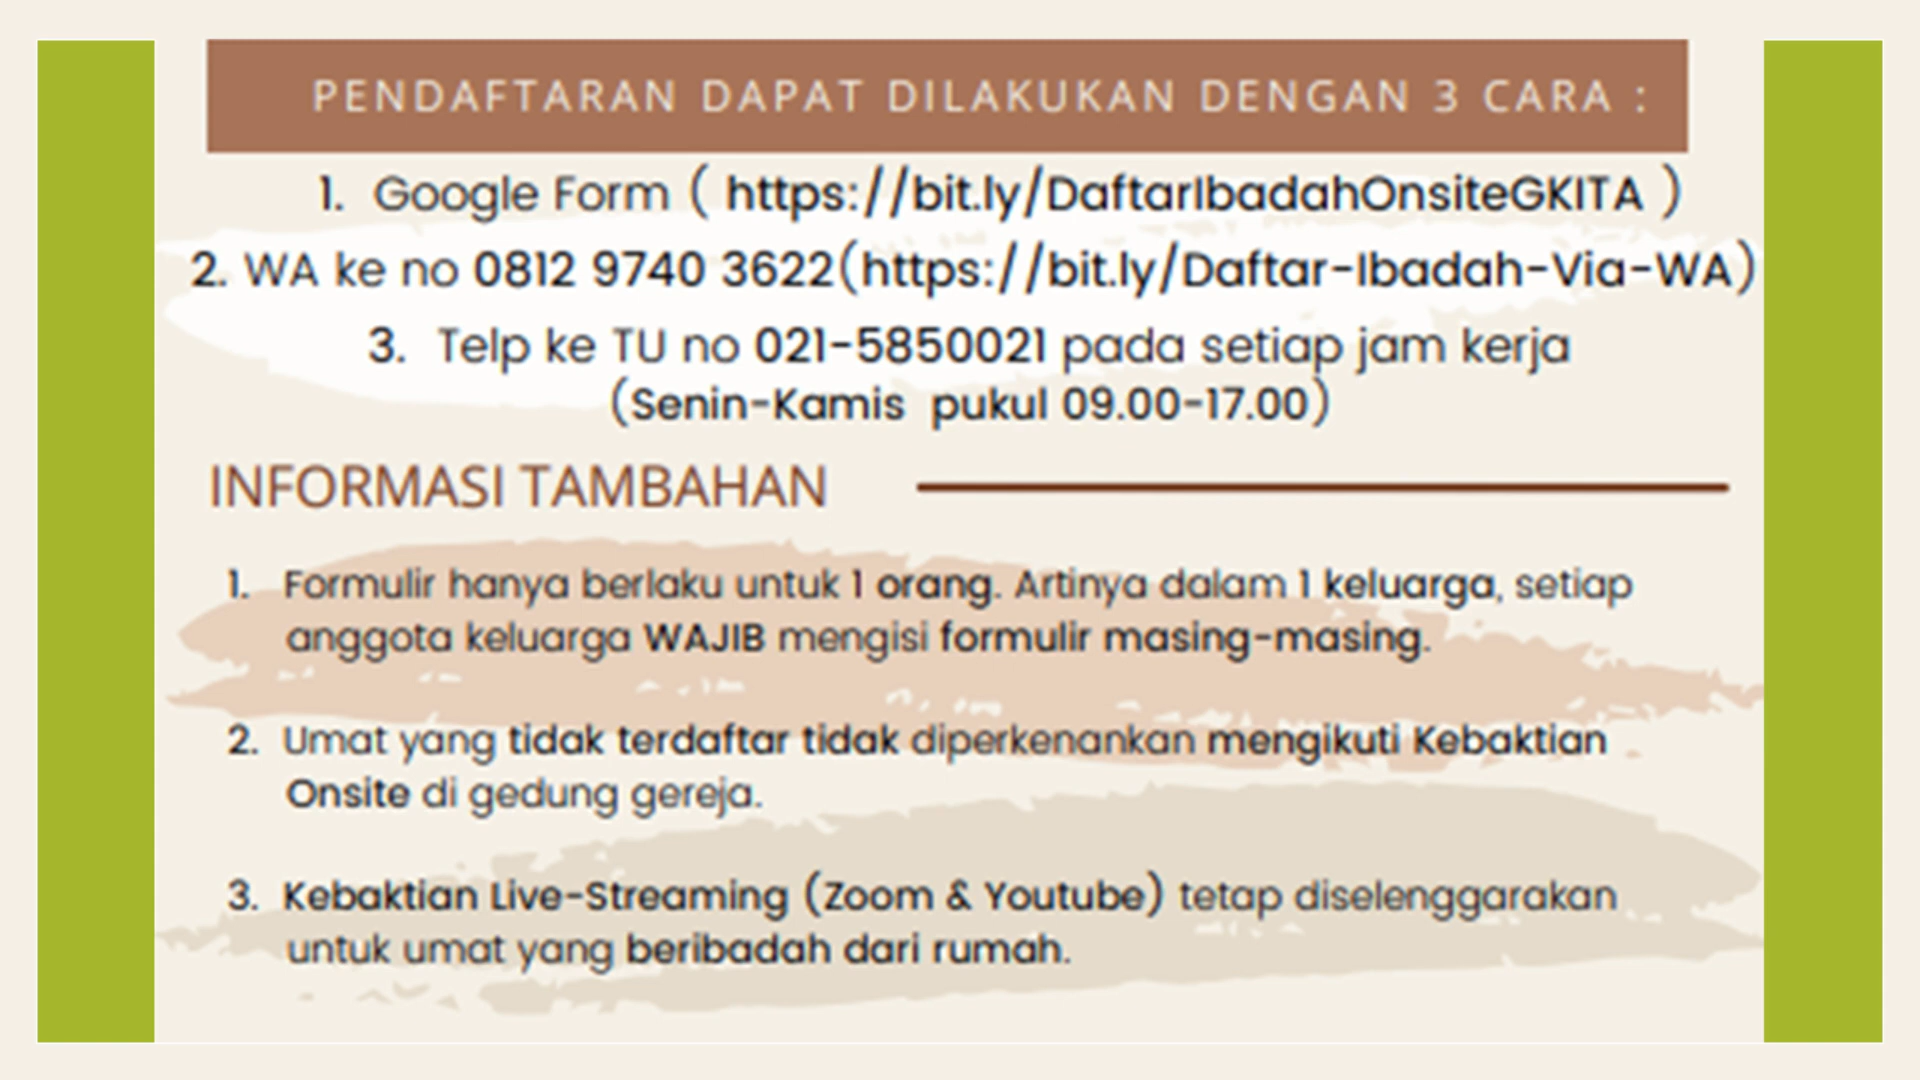 PENDAFTARAN DAPAT DILAKUKAN DENGAN 3 CARA :
1. Google Form ( https://bit.ly/DaftarIbadahOnsiteGKITA )
2. WA ke no 0812 9740 3622(https://bit.ly/Daftar-Ibadah-Via-WA)
3. Telp ke TU no 021-5850021 pada setiap jam kerja
(Senin-Kamis pukul 09.00-17.00)
INFORMASI TAMBAHAN
1. Formulir hanya berlaku untuk 1 orang. Artinya dalam 1 keluarga, setiap
anggota keluarga WAJIB mengisi formulir masing-masing.
2. Umat yang tidak terdaftar tidak diperkenankan mengikuti Kebaktian
Onsite di gedung gereja.
3. Kebaktian Live-Streaming (Zoom & Youtube) tetap diselenggarakan
untuk umat yang beribadah dari rumah.